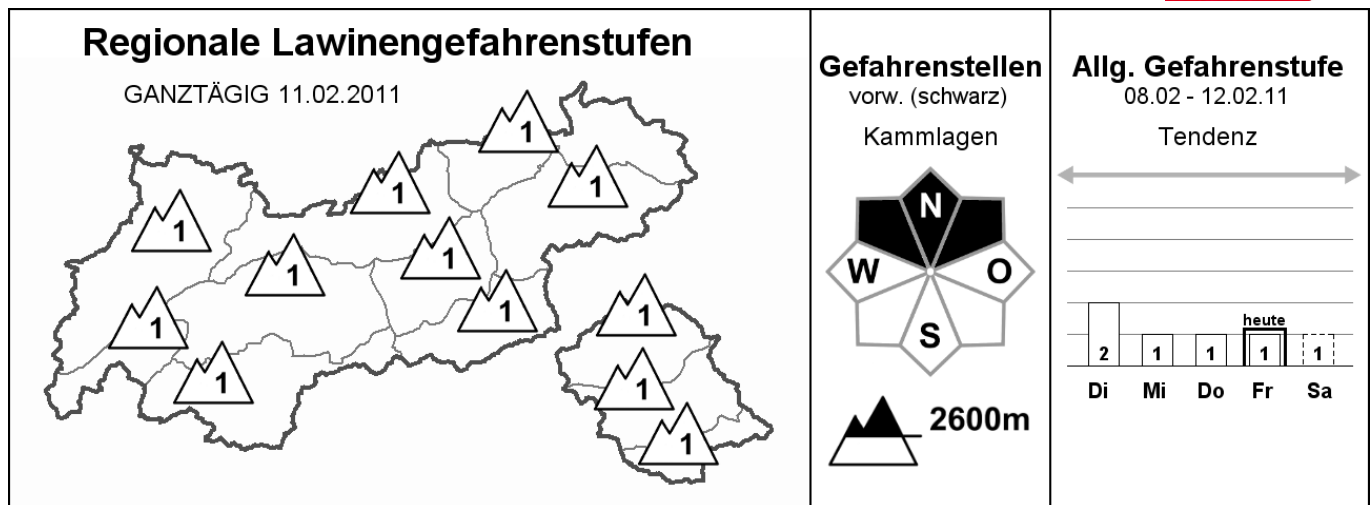 Regionale Lawinengefahrenstufen
GANZTÄGIG 11.02.2011
1
1
1
1
1
1
1
1
1
1
1
1
Gefahrenstellen
vorw. (schwarz)
Kammlagen
N
W O
S
2600m
Allg. Gefahrenstufe
08.02 - 12.02.11
Tendenz
heute
2 1 1 1 1
Di Mi Do Fr Sa